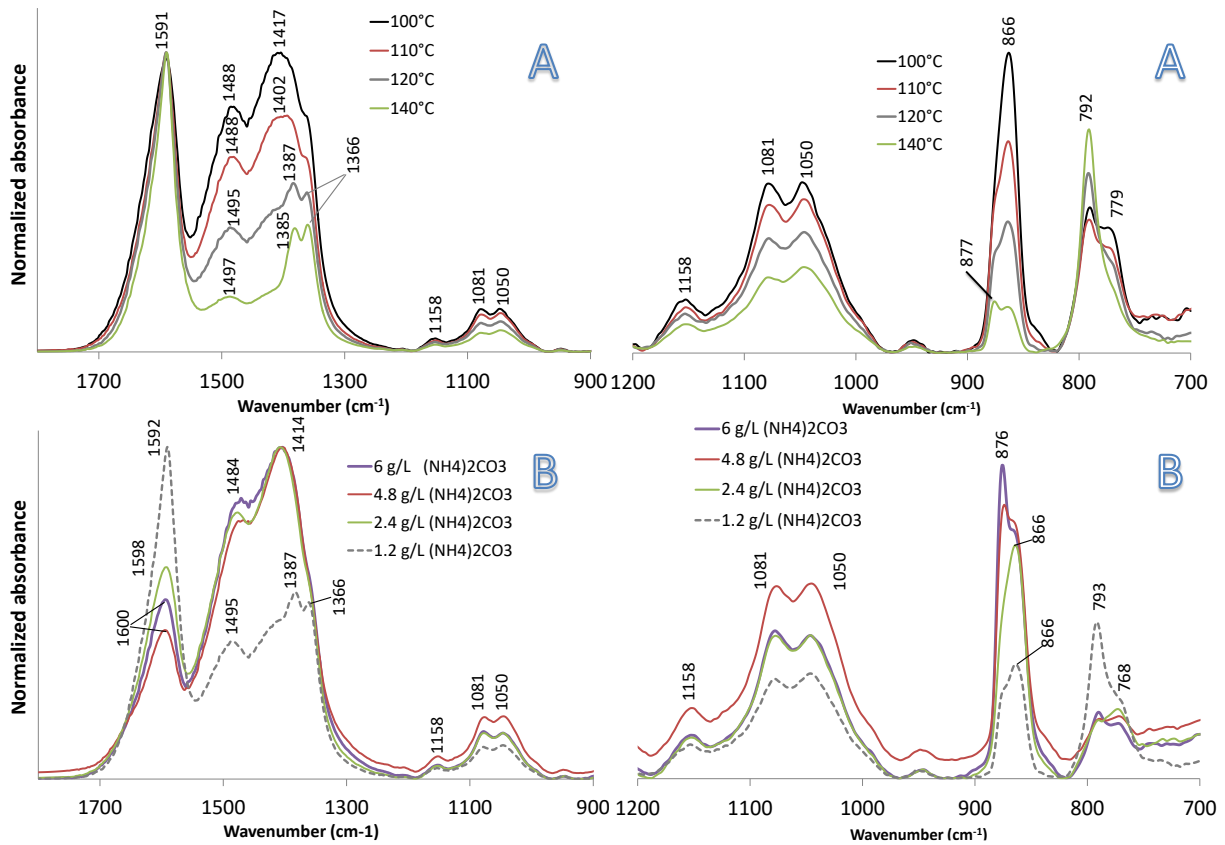 1591
1488
1417
1488
1402
1495
1387
1366
1497
1385
1158
1081
1050
A
100°C
110°C
120°C
140°C
Normalized absorbance
1700
1500
1300
1100
900
Wavenumber (cm-1)
866
A
100°C
110°C
120°C
140°C
792
1081
1050
779
877
1158
1200
1100
1000
900
800
700
Wavenumber (cm-1)
1592
1414
1484
B
6 g/L (NH4)2CO3
4.8 g/L (NH4)2CO3
2.4 g/L (NH4)2CO3
1.2 g/L (NH4)2CO3
1598
1600
1495
1387
1366
1158
1081
1050
Normalized absorbance
1700
1500
1300
1100
900
Wavenumber (cm-1)
6 g/L (NH4)2CO3
4.8 g/L (NH4)2CO3
2.4 g/L (NH4)2CO3
1.2 g/L (NH4)2CO3
876
B
866
1081
1050
793
866
768
1158
1200
1100
1000
900
800
700
Wavenumber (cm-1)